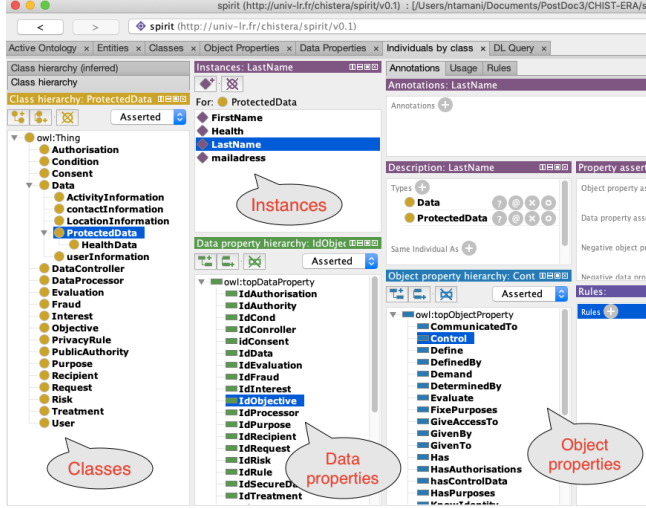 spirit (http://univ-lr.fr/chistera/spirit/v0.1) : [/Users/ntamani/Documents/PostDoc3/CHIST-ERA/s
< > spirit (http://univ-lr.fr/chistera/spirit/v0.1)
Active Ontology × Entities × Classes × Object Properties × Data Properties × Individuals by class × DL Query ×
Class hierarchy (inferred)
Class hierarchy
Class hierarchy: ProtectedData
Asserted
owl:Thing
Authorisation
Condition
Consent
Data
ActivityInformation
contactInformation
LocationInformation
ProtectedData
HealthData
userInformation
DataController
DataProcessor
Evaluation
Fraud
Interest
Objective
PrivacyRule
PublicAuthority
Purpose
Recipient
Request
Risk
Treatment
User
Classes
Instances: LastName
For: ProtectedData
FirstName
Health
LastName
mailadress
Instances
Data property hierarchy: IdObjec
Asserted
owl:topDataProperty
IdAuthorisation
IdAuthority
IdCond
IdConroller
idConsent
IdData
IdEvaluation
IdFraud
IdInterest
IdObjective
IdProcessor
IdPurpose
IdRecipient
IdRequest
IdRisk
IdRule
IdSecureDa
IdTreatment
Data
properties
Annotations Usage Rules
Annotations: LastName
Annotations
Description: LastName
Types
Data
ProtectedData
Same Individual As
Property assert
Object property as
Data property asse
Negative object pr
Negative data prop
Object property hierarchy: Cont
Asserted
owl:topObjectProperty
CommunicatedTo
Control
Define
DefinedBy
Demand
DeterminedBy
Evaluate
FixePurposes
GiveAccessTo
GivenBy
GivenTo
Has
HasAuthorisations
hasControlData
HasPurposes
KnowIdentity
Object
properties
Rules:
Rules